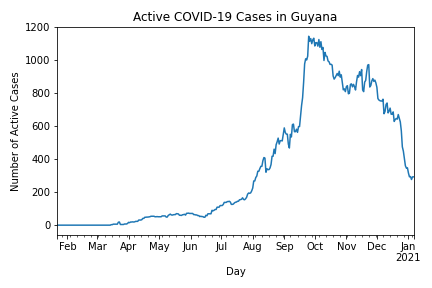 Active COVID-19 Cases in Guyana
Number of Active Cases
1200
1000
800
600
400
200
0
Feb Mar Apr May Jun Jul Aug Sep Oct Nov Dec Jan
2021
Day